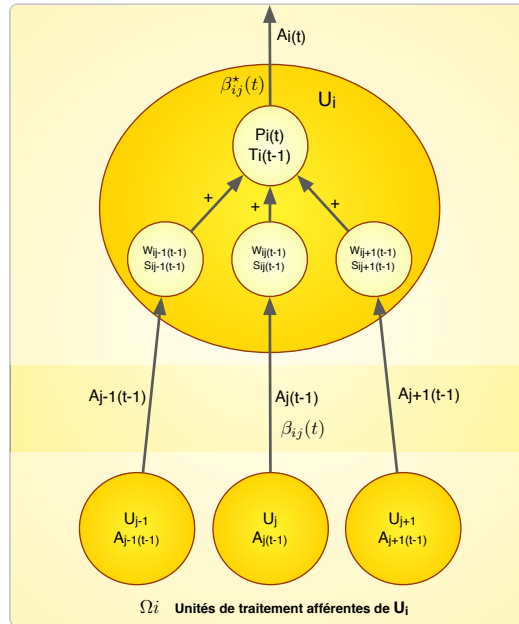 Ai(t)
β⋆ij(t)
Ui
Pi(t)
Ti(t-1)
+ + +
Wij-1(t-1) Wij(t-1) Wij+1(t-1)
Sij-1(t-1) Sij(t-1) Sij+1(t-1)
Aj-1(t-1) Aj(t-1) Aj+1(t-1)
βij(t)
Uj-1 Uj Uj+1
Aj-1(t-1) Aj(t-1) Aj+1(t-1)
Ωi Unités de traitement afférentes de Ui